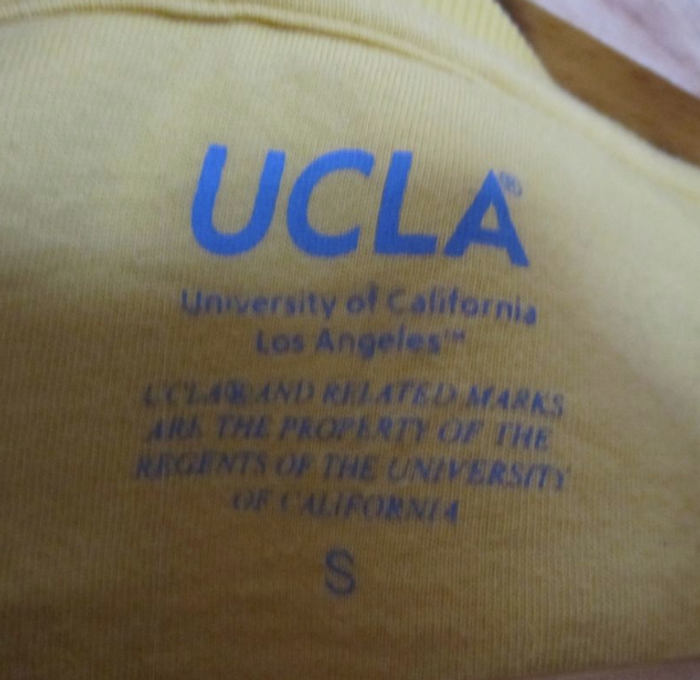 UCLA®
University of California
Los Angeles™
UCLA® AND RELATED MARKS
ARE THE PROPERTY OF THE
REGENTS OF THE UNIVERSITY
OF CALIFORNIA
S